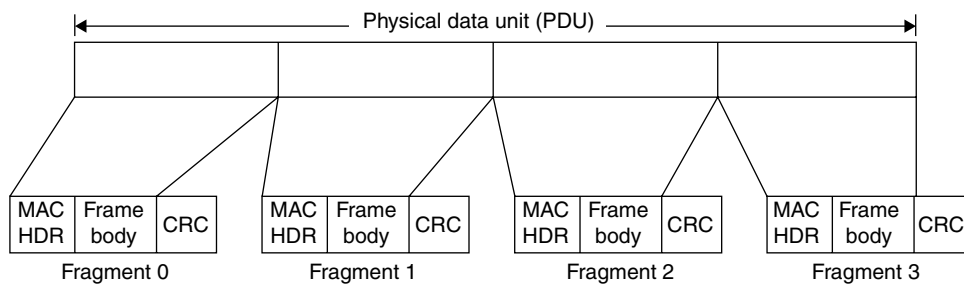 Physical data unit (PDU)
MAC HDR Frame body CRC
MAC HDR Frame body CRC
MAC HDR Frame body CRC
MAC HDR Frame body CRC
Fragment 0
Fragment 1
Fragment 2
Fragment 3